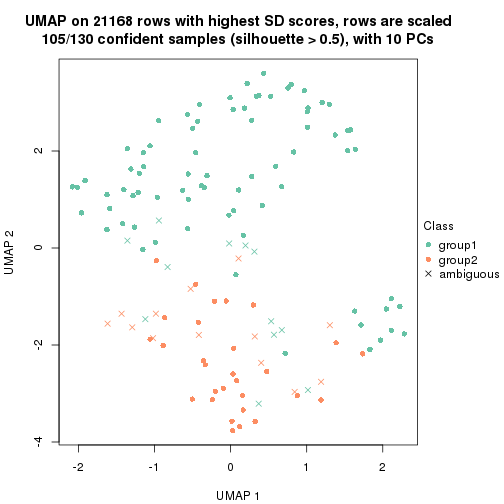 UMAP on 21168 rows with highest SD scores, rows are scaled
105/130 confident samples (silhouette > 0.5), with 10 PCs
UMAP 2
2
0
-2
-4
-2
-1
0
1
2
UMAP 1
Class
group1
group2
ambiguous